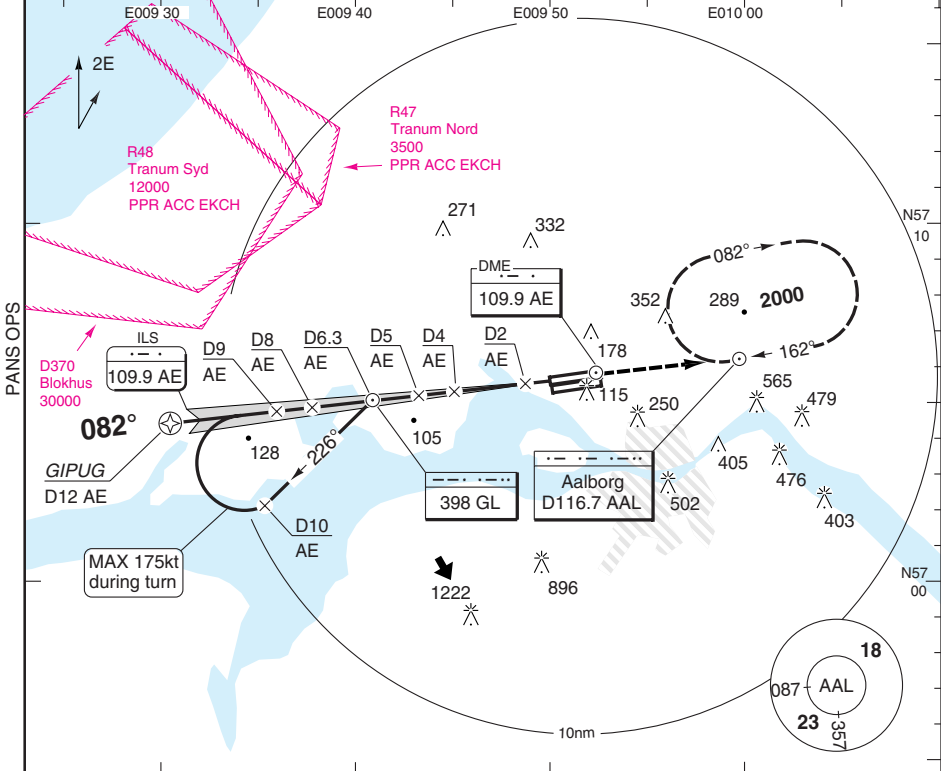 E009 30
E009 40
E009 50
E010 00
2E
R47
Tranum Nord
3500
PPR ACC EKCH
R48
Tranum Syd
12000
PPR ACC EKCH
271
332
N57
10
082°
DME
109.9 AE
352
289
2000
PANS OPS
ILS
109.9 AE
D9
AE
D8
AE
D6.3
D5
AE
D4
AE
D2
AE
178
162°
D370
Blokhus
30000
115
565
479
082°
250
128
226°
105
405
GIPUG
D12 AE
398 GL
Aalborg
D116.7 AAL
502
476
403
D10
AE
MAX 175kt
during turn
1222
896
N57
00
18
087
AAL
23
357
10nm